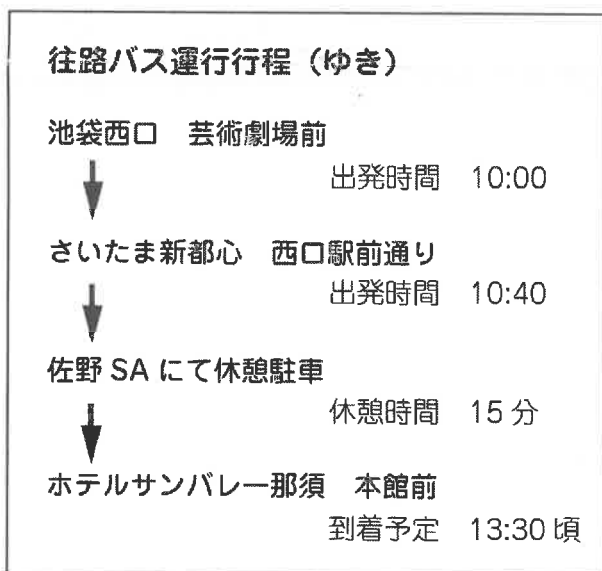 往路バス運行行程（ゆき）
池袋西口　芸術劇場前
出発時間　10:00
さいたま新都心　西口駅前通り
出発時間　10:40
佐野 SA にて休憩駐車
休憩時間　15 分
ホテルサンバレー那須　本館前
到着予定　13:30 頃